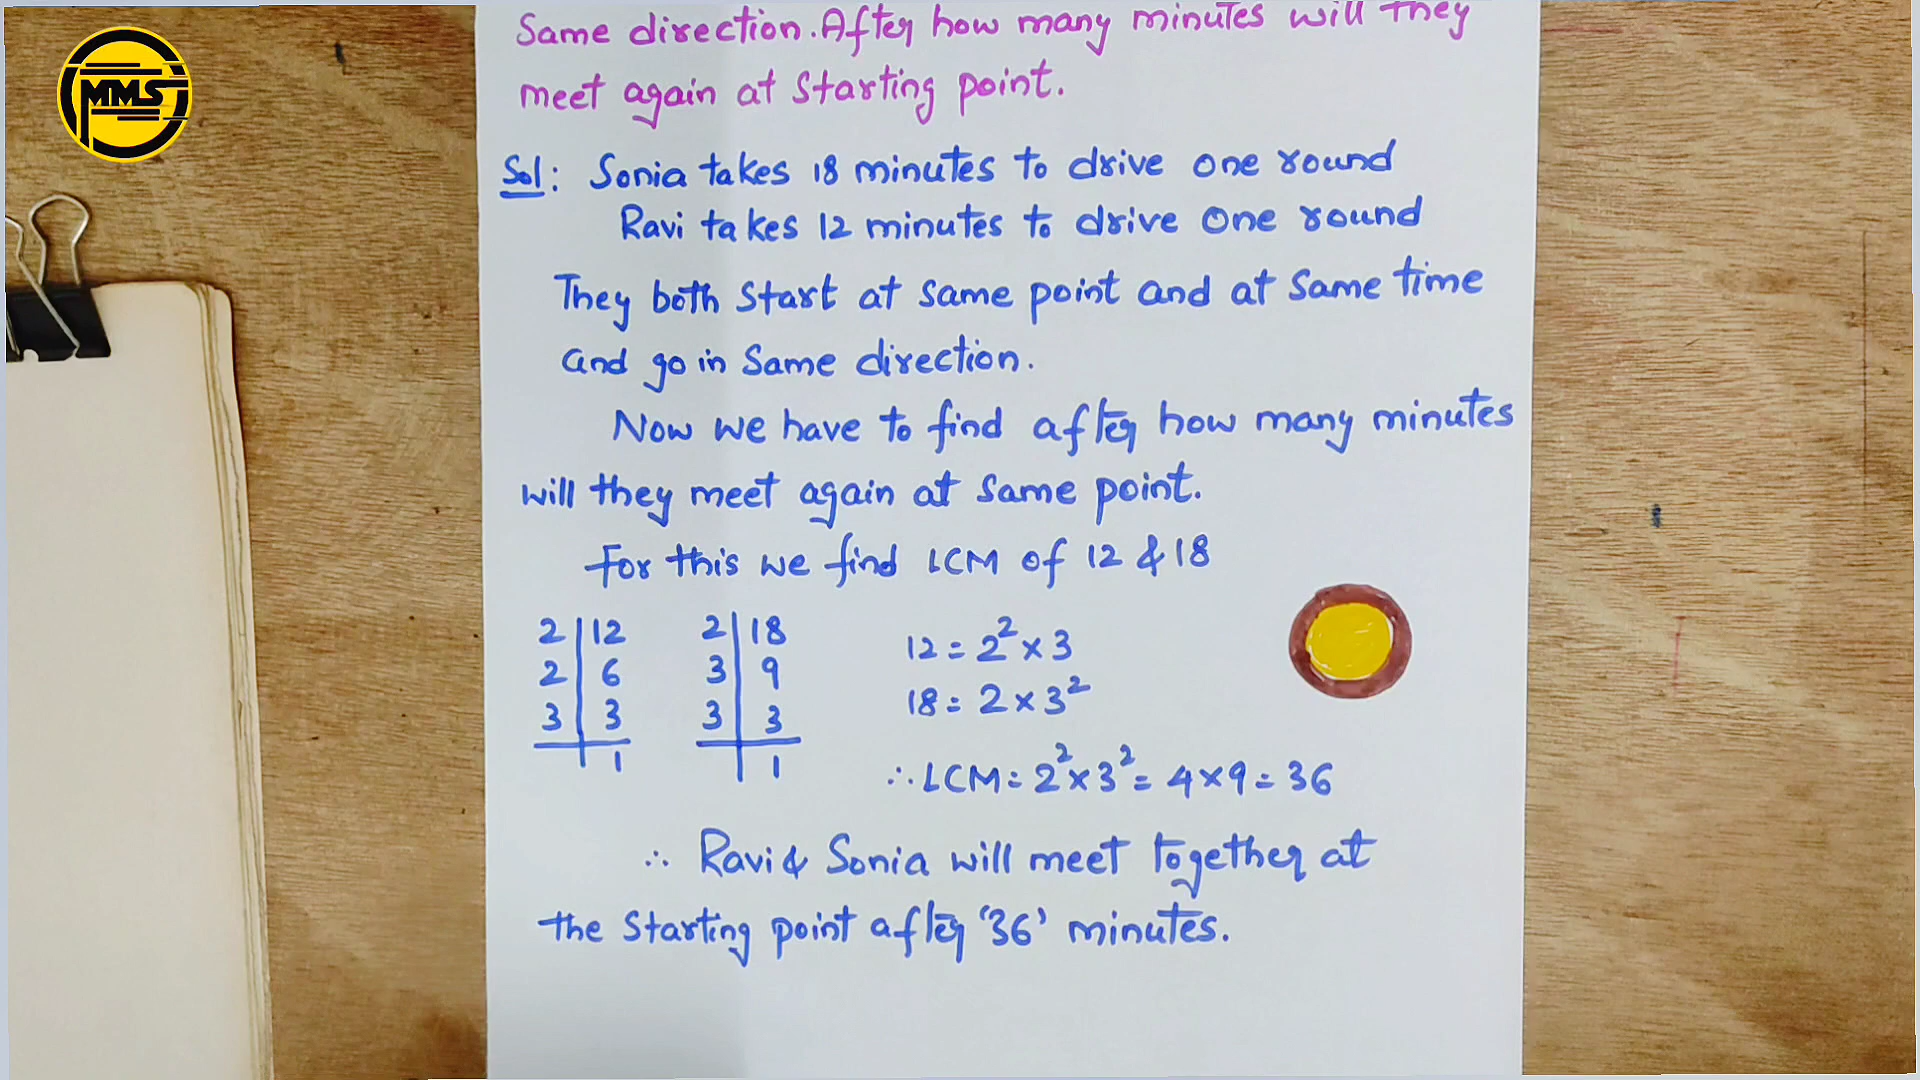 MMS
Same direction. After how many minutes will they
meet again at Starting point.
Sol: Sonia takes 18 minutes to drive one round
Ravi takes 12 minutes to drive one round
They both Start at same point and at same time
and go in same direction.
Now we have to find after how many minutes
will they meet again at same point.
For this we find LCM of 12 & 18
2 | 12   2 | 18   12 = 2² × 3
2 | 6   3 | 9   18 = 2 × 3²
3 | 3   3 | 3
| 1   | 1   ∴ LCM = 2² × 3² = 4 × 9 = 36
∴ Ravi & Sonia will meet together at
the Starting point after '36' minutes.